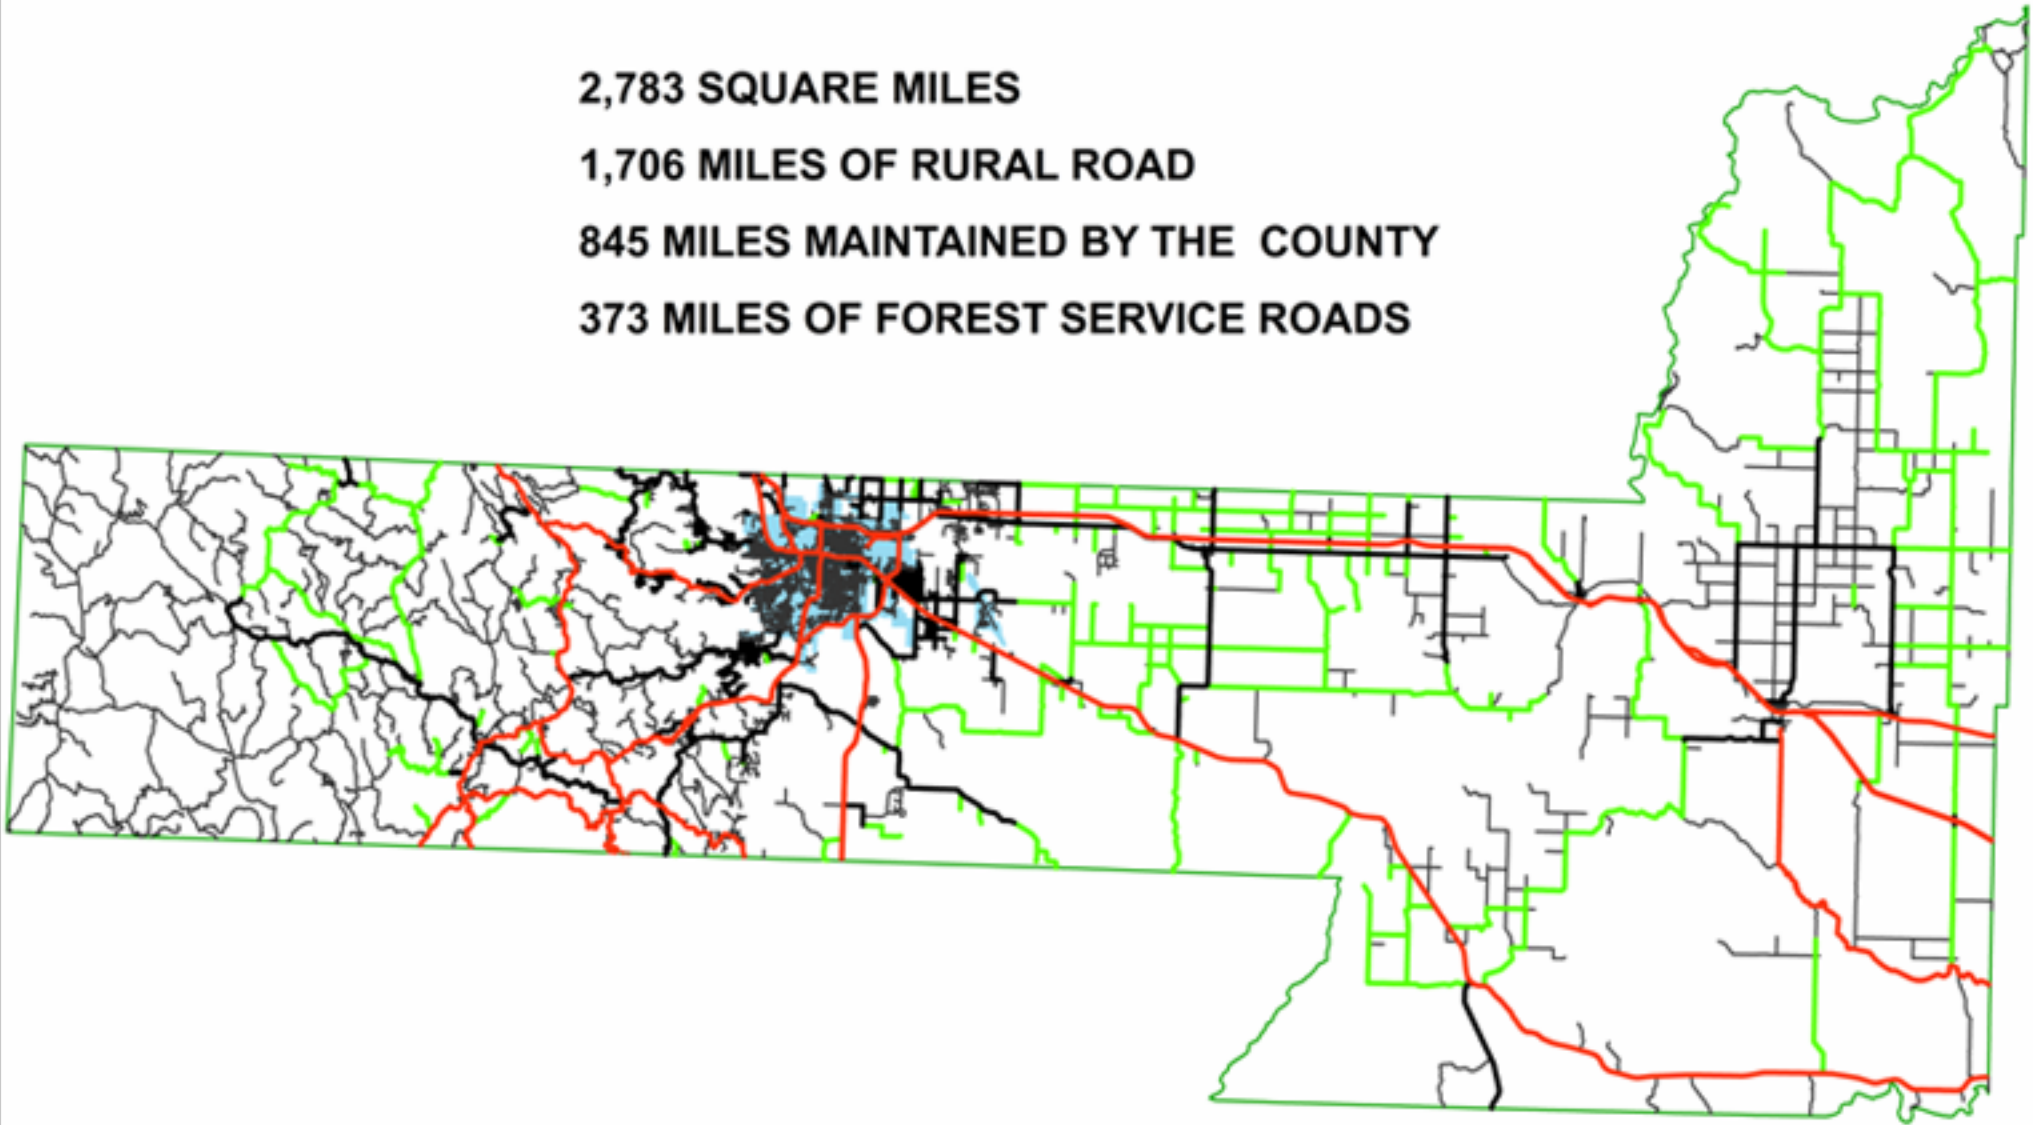 2,783 SQUARE MILES
1,706 MILES OF RURAL ROAD
845 MILES MAINTAINED BY THE COUNTY
373 MILES OF FOREST SERVICE ROADS